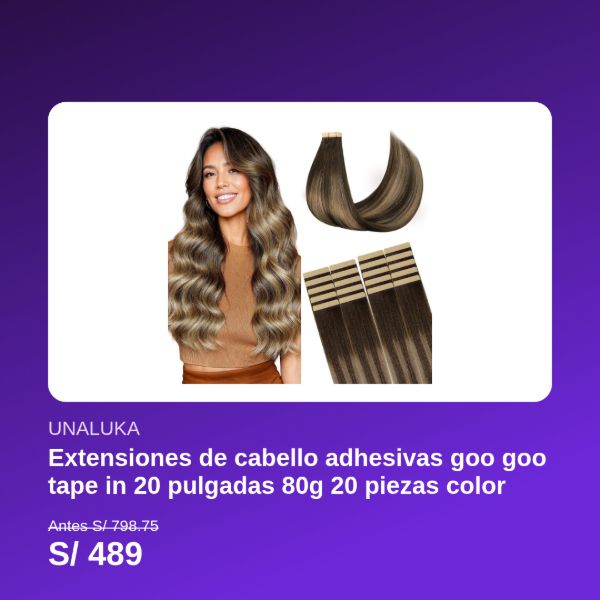 UNALUKA
Extensiones de cabello adhesivas goo goo
tape in 20 pulgadas 80g 20 piezas color
Antes S/ 798.75
S/ 489